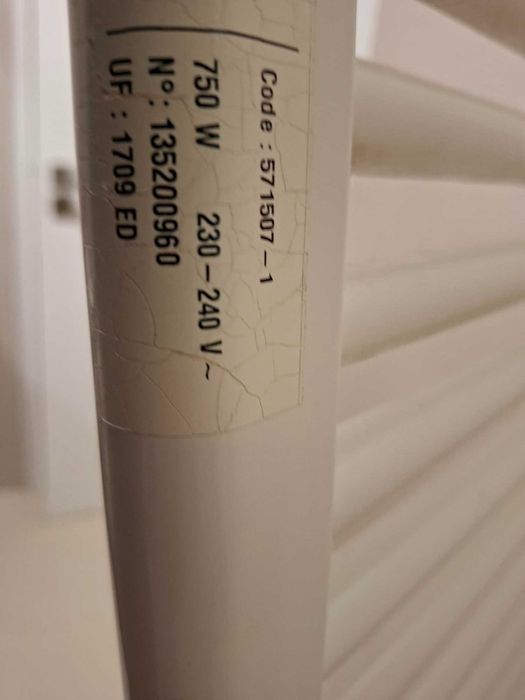 Code : 571507 – 1
750 W 230 – 240 V ~
N° : 135200960
UF : 1709 ED